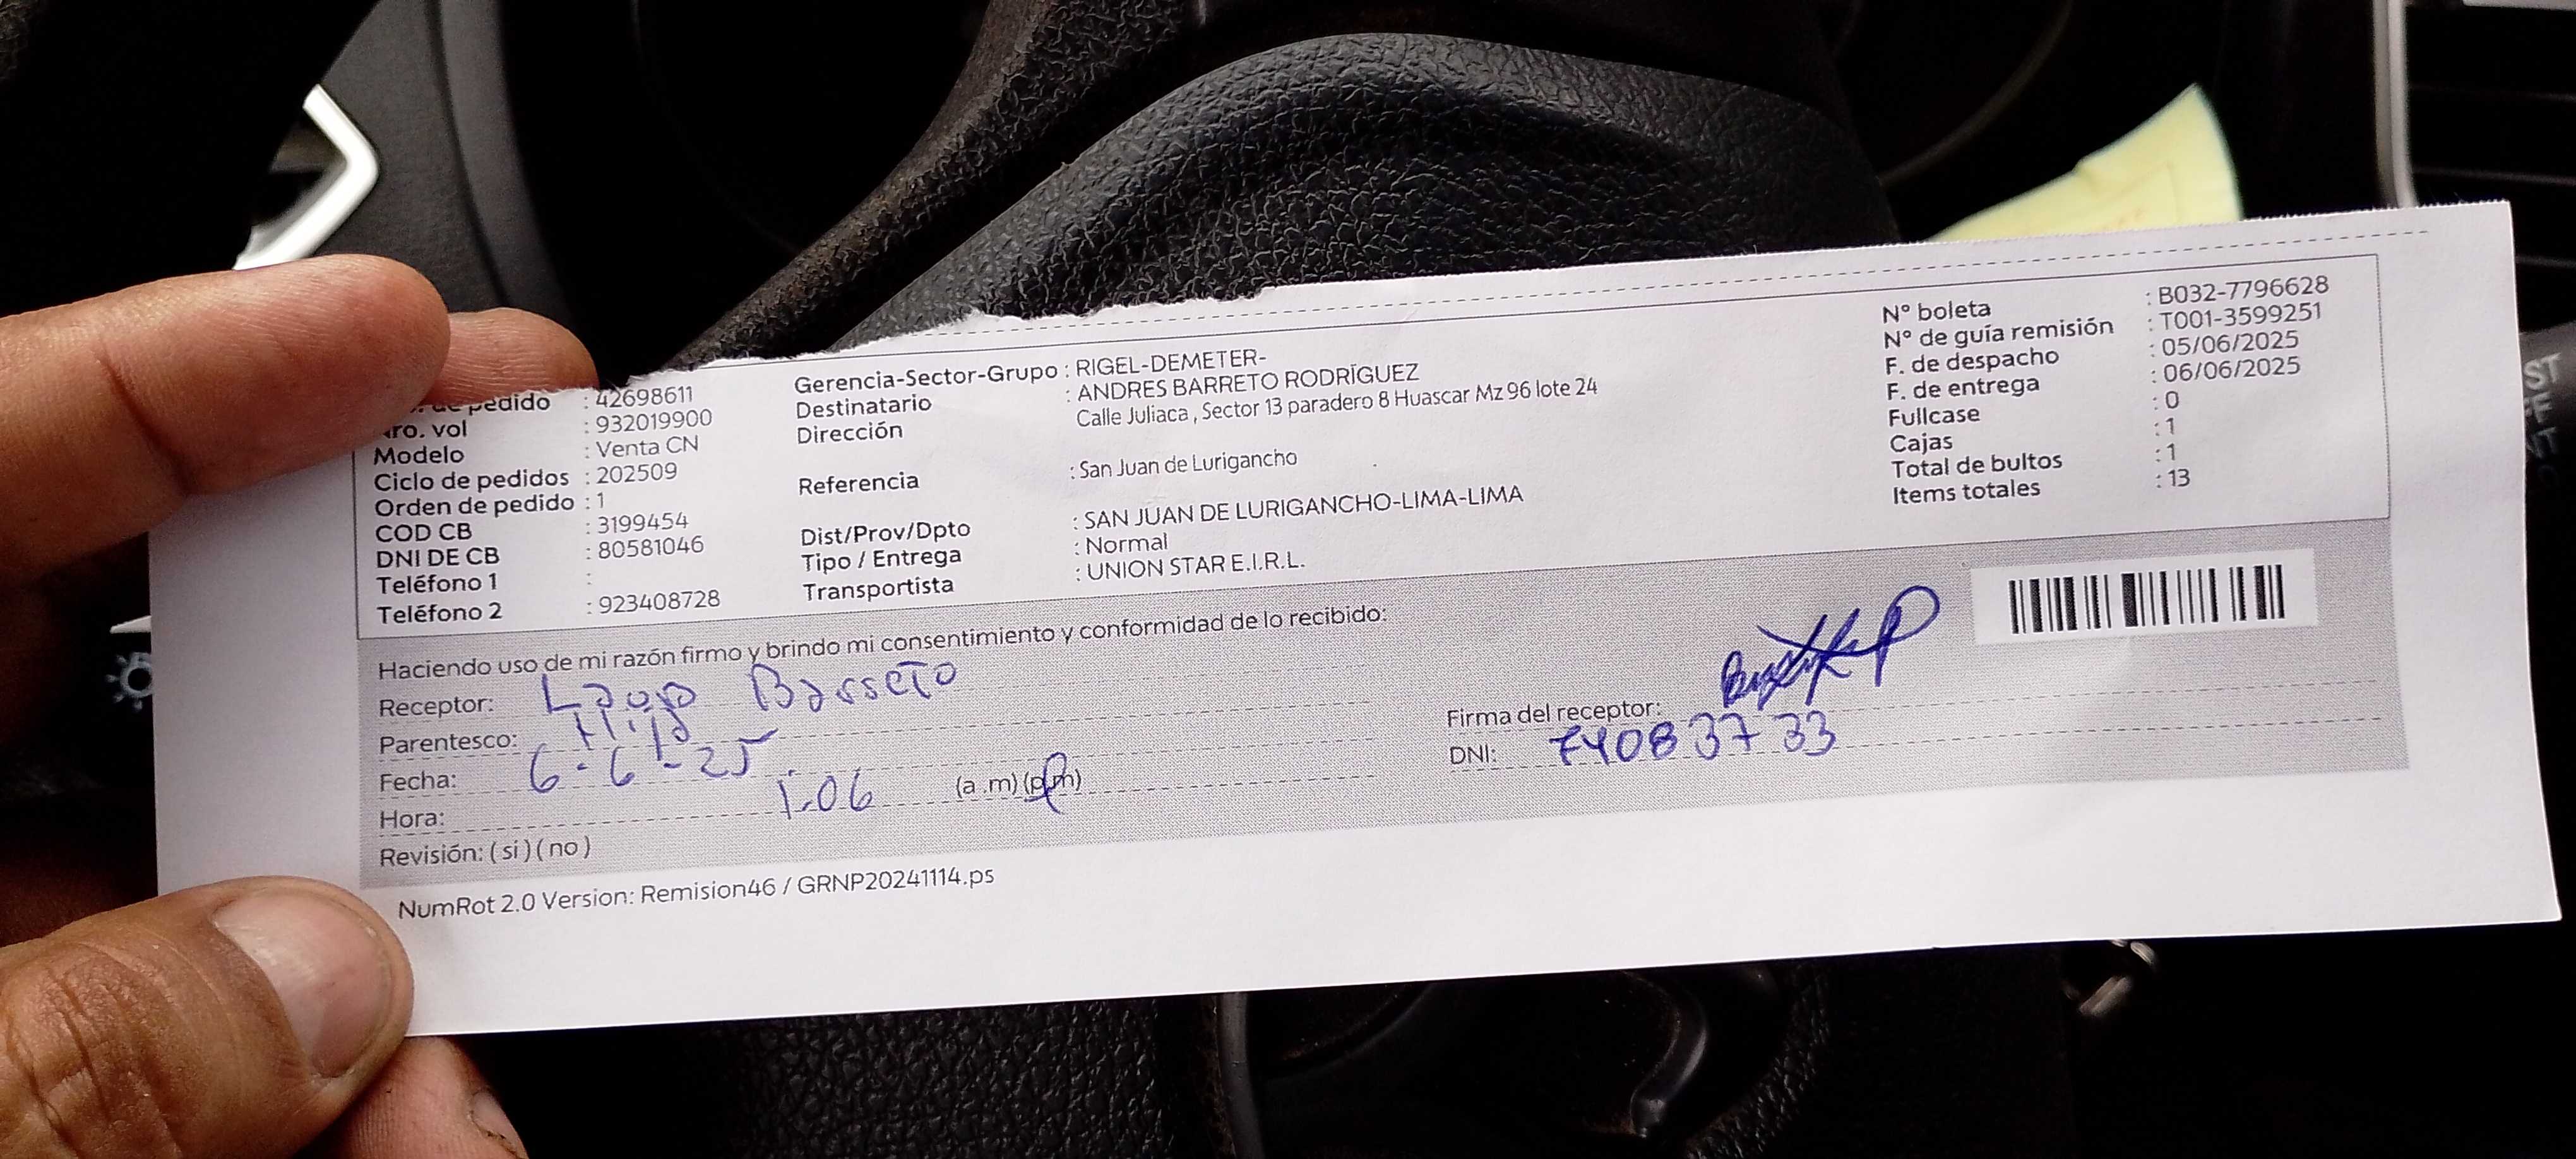 de pedido : 42698611
ro. vol : 932019900
Modelo : Venta CN
Ciclo de pedidos : 202509
Orden de pedido : 1
COD CB : 3199454
DNI DE CB : 80581046
Teléfono 1 :
Teléfono 2 : 923408728
Gerencia-Sector-Grupo : RIGEL-DEMETER-
Destinatario : ANDRES BARRETO RODRÍGUEZ
Dirección Calle Juliaca , Sector 13 paradero 8 Huascar Mz 96 lote 24
Referencia : San Juan de Lurigancho
Dist/Prov/Dpto : SAN JUAN DE LURIGANCHO-LIMA-LIMA
Tipo / Entrega : Normal
Transportista : UNION STAR E.I.R.L.
N° boleta : B032-7796628
N° de guía remisión : T001-3599251
F. de despacho : 05/06/2025
F. de entrega : 06/06/2025
Fullcase : 0
Cajas : 1
Total de bultos : 1
Items totales : 13
Haciendo uso de mi razón firmo y brindo mi consentimiento y conformidad de lo recibido:
Receptor: Barreto
Parentesco: Hija
Fecha: 6-6-25
Hora: 1:06 (a .m) (p.m)
Revisión: ( si ) ( no )
Firma del receptor:
DNI: 74083733
NumRot 2.0 Version: Remision46 / GRNP20241114.ps